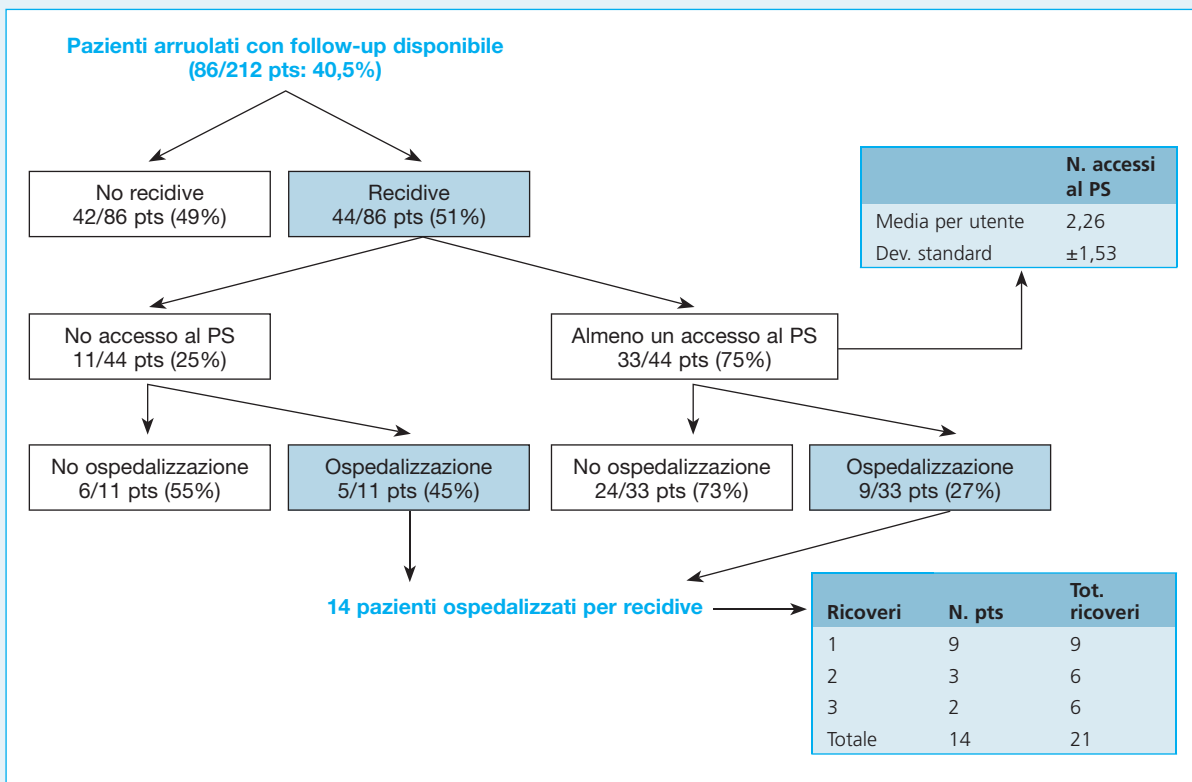 Pazienti arruolati con follow-up disponibile
(86/212 pts: 40,5%)
No recidive
42/86 pts (49%)
Recidive
44/86 pts (51%)
N. accessi
al PS
Media per utente 2,26
Dev. standard ±1,53
No accesso al PS
11/44 pts (25%)
Almeno un accesso al PS
33/44 pts (75%)
No ospedalizzazione
6/11 pts (55%)
Ospedalizzazione
5/11 pts (45%)
No ospedalizzazione
24/33 pts (73%)
Ospedalizzazione
9/33 pts (27%)
14 pazienti ospedalizzati per recidive
Tot.
Ricoveri N. pts ricoveri
1 9 9
2 3 6
3 2 6
Totale 14 21